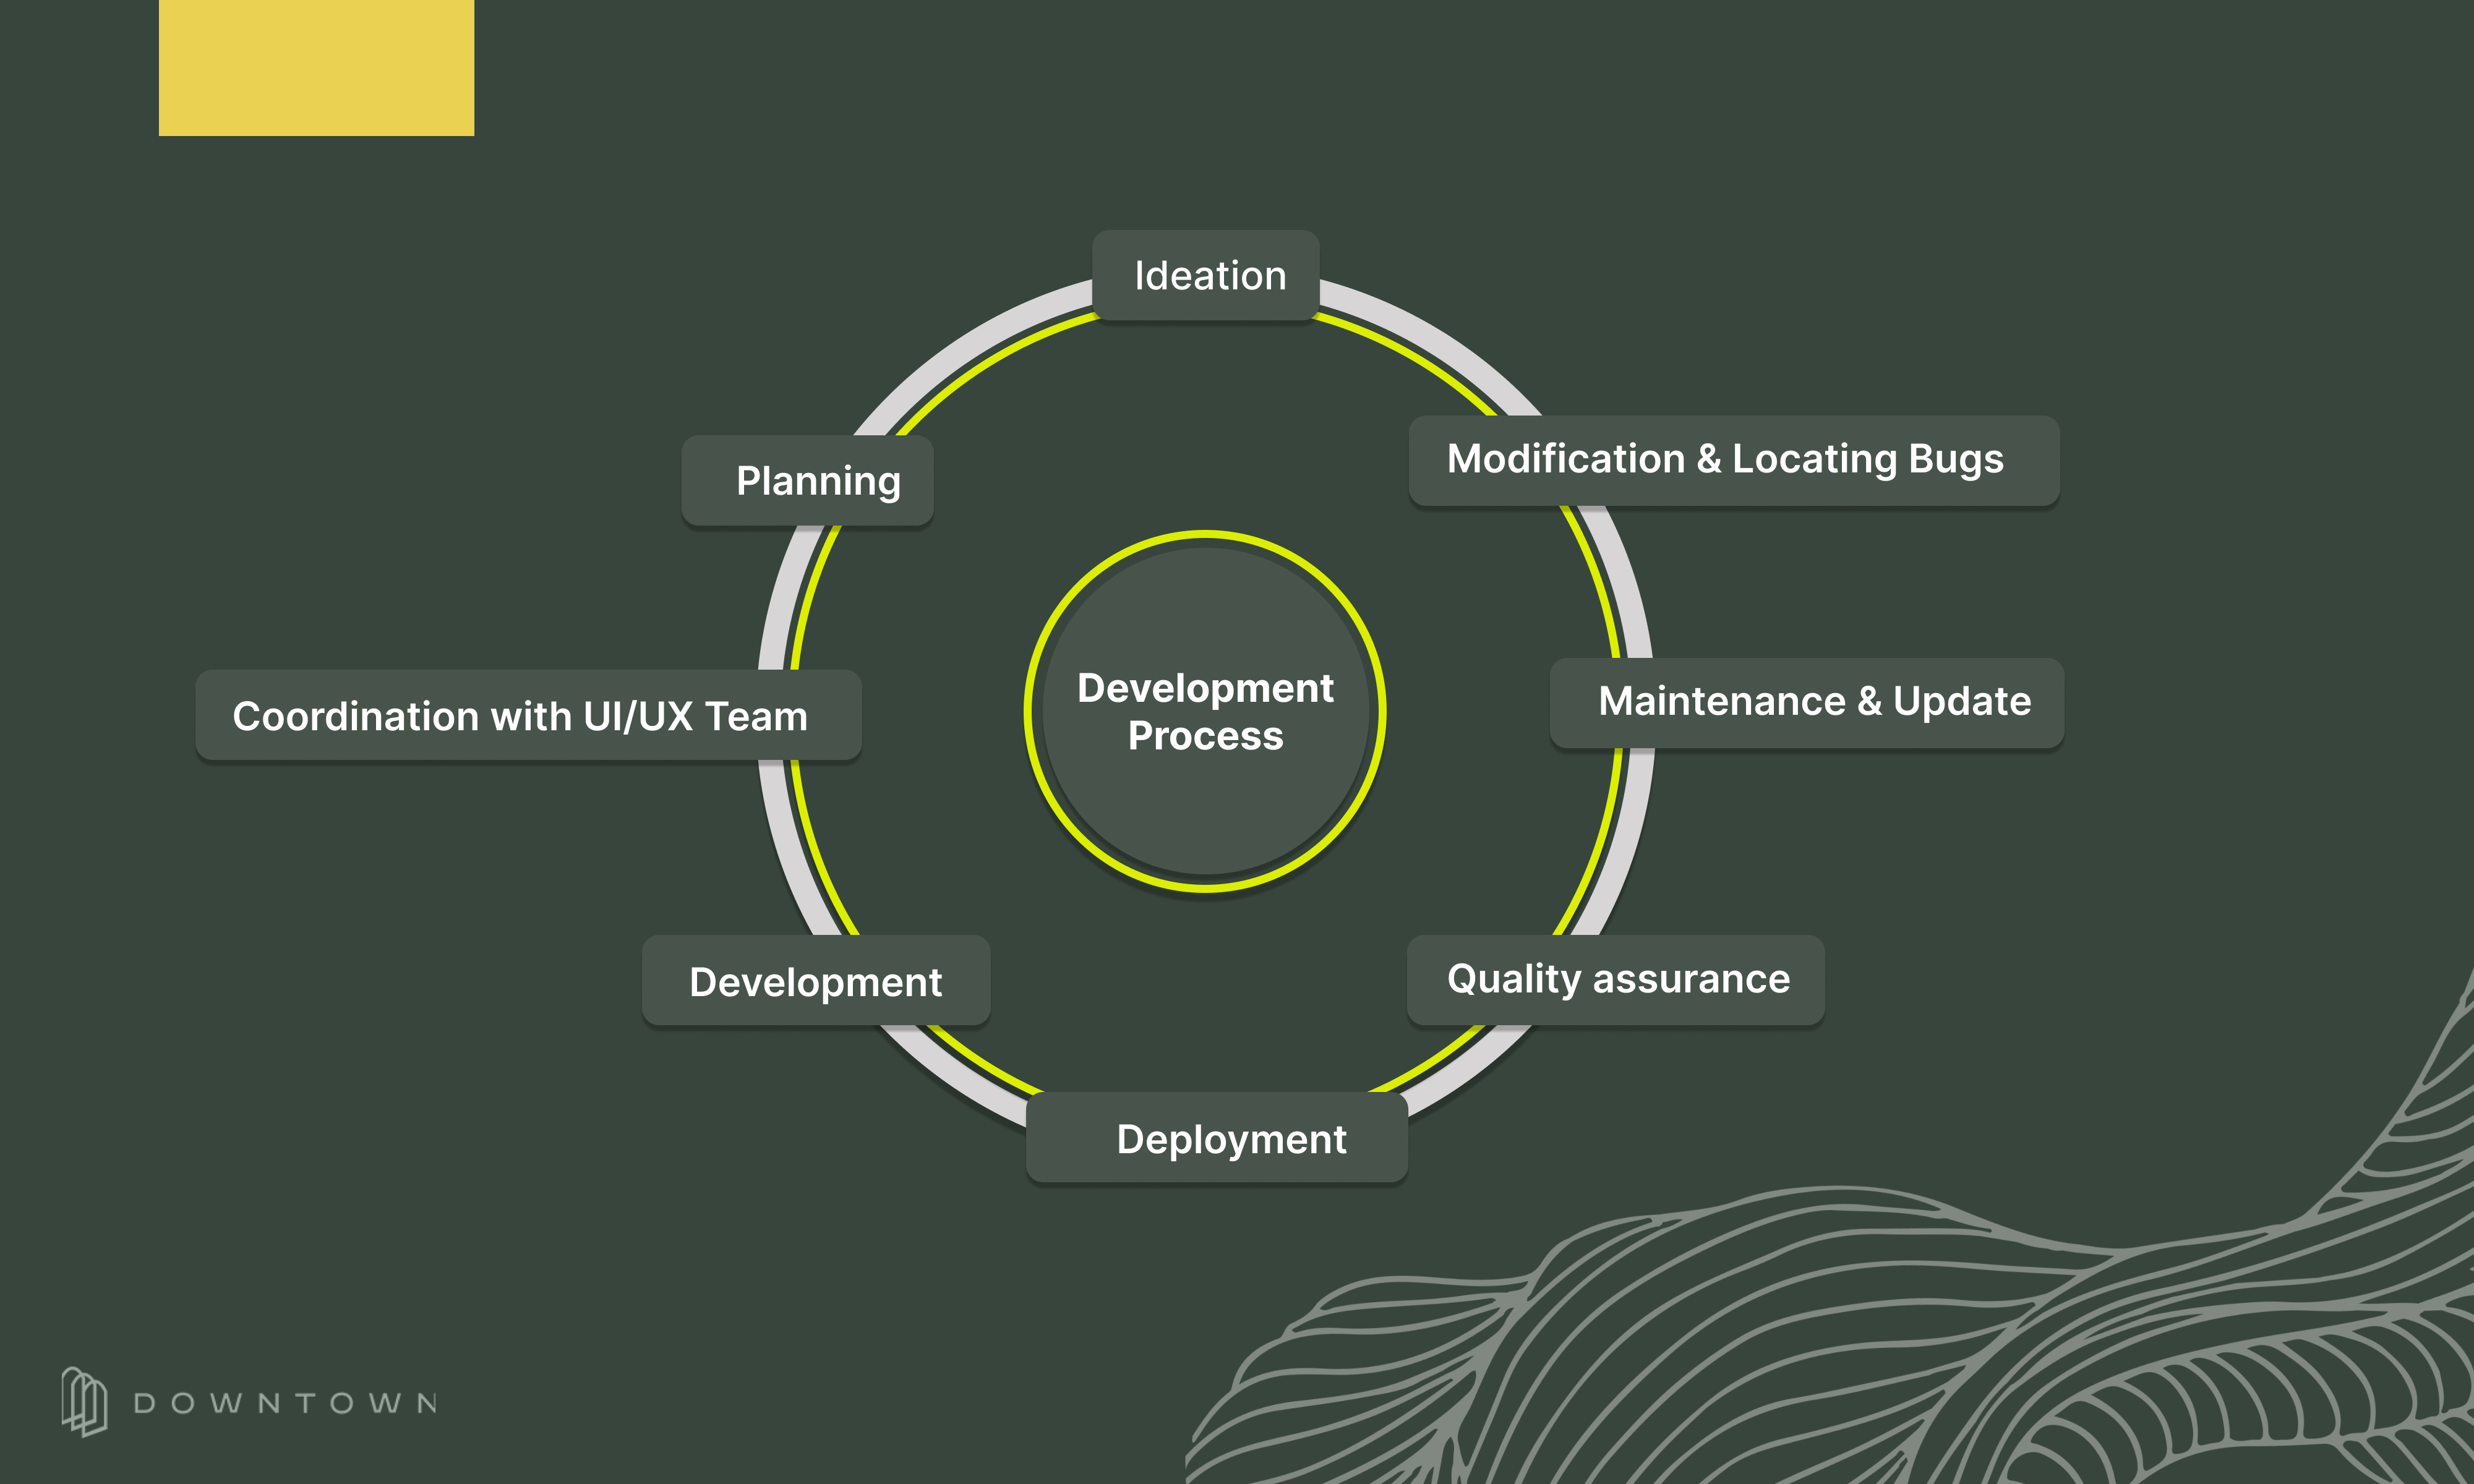 Ideation
Planning
Modification & Locating Bugs
Coordination with UI/UX Team
Development
Process
Maintenance & Update
Development
Quality assurance
Deployment
DOWNTOWN